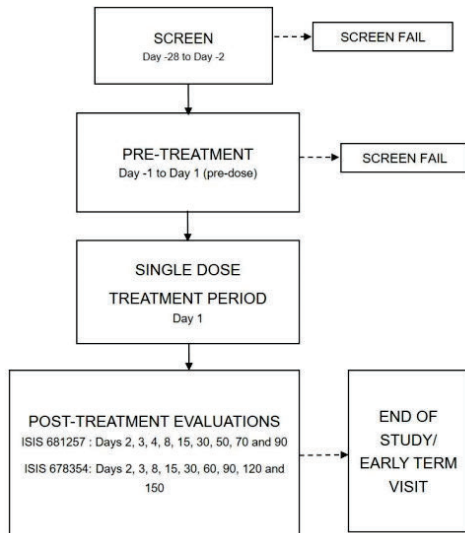 SCREEN
Day -28 to Day -2
SCREEN FAIL
PRE-TREATMENT
Day -1 to Day 1 (pre-dose)
SCREEN FAIL
SINGLE DOSE
TREATMENT PERIOD
Day 1
POST-TREATMENT EVALUATIONS
ISIS 681257 : Days 2, 3, 4, 8, 15, 30, 50, 70 and 90
ISIS 678354: Days 2, 3, 8, 15, 30, 60, 90, 120 and
150
END OF
STUDY/
EARLY TERM
VISIT